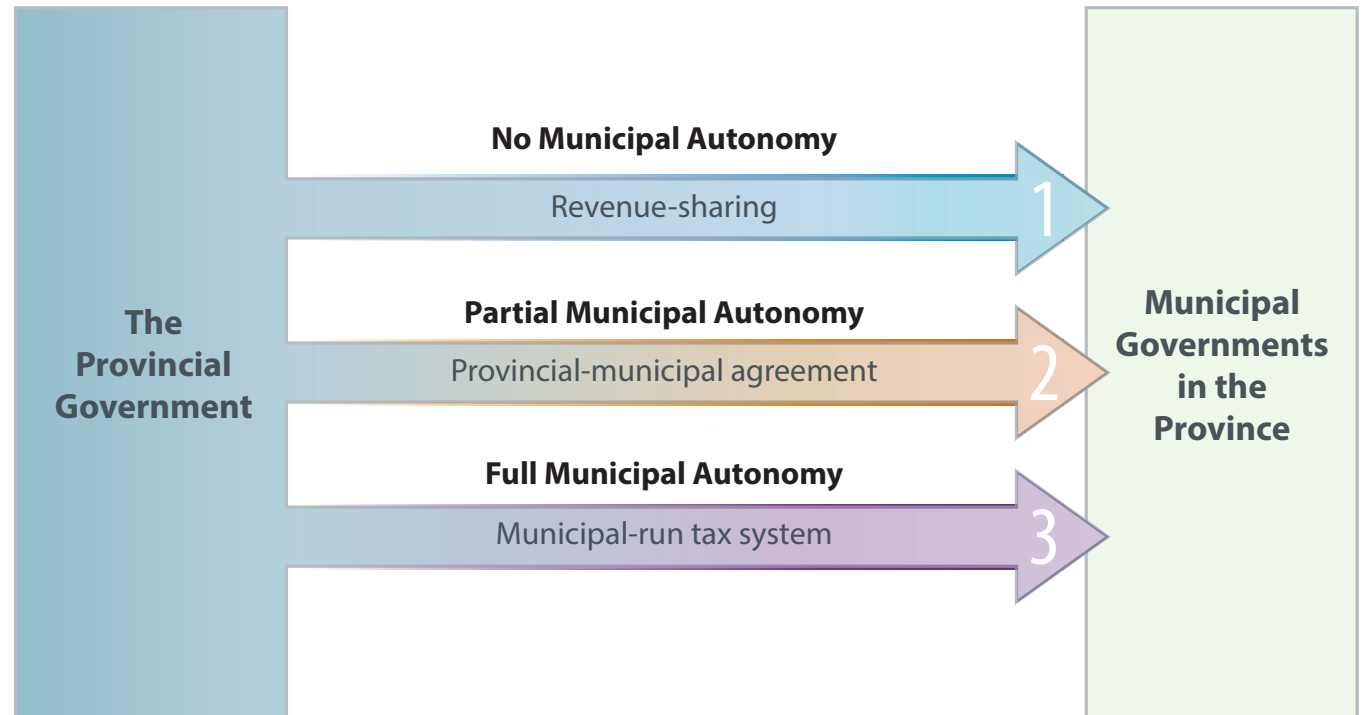 The
Provincial
Government
No Municipal Autonomy
Revenue-sharing
1
Partial Municipal Autonomy
Provincial-municipal agreement
2
Full Municipal Autonomy
Municipal-run tax system
3
Municipal
Governments
in the
Province